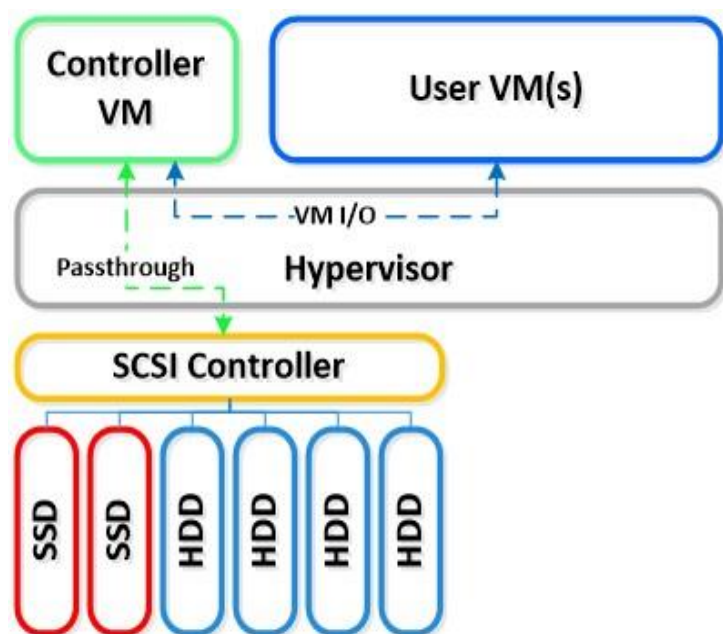 Controller
VM
User VM(s)
VM I/O
Passthrough
Hypervisor
SCSI Controller
SSD
SSD
HDD
HDD
HDD
HDD